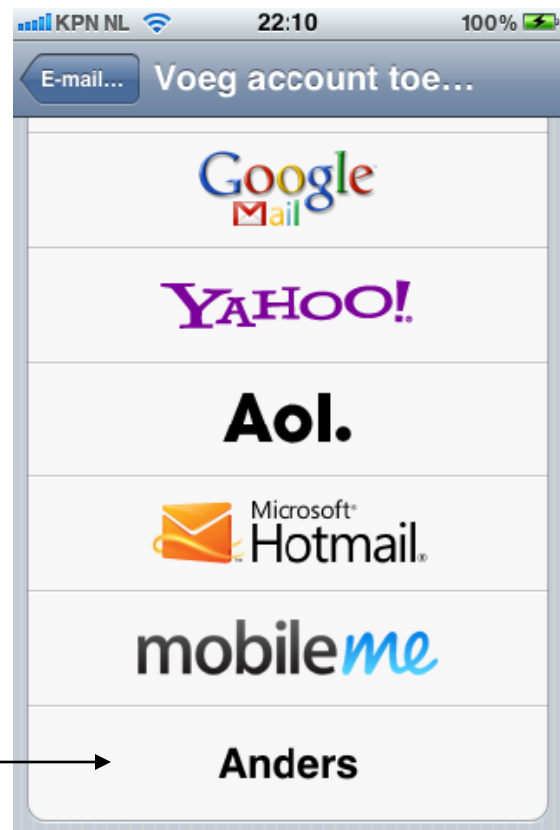 KPN NL 22:10 100%
E-mail... Voeg account toe...
Google
Mail
YAHOO!
Aol.
Microsoft
Hotmail
mobileme
Anders